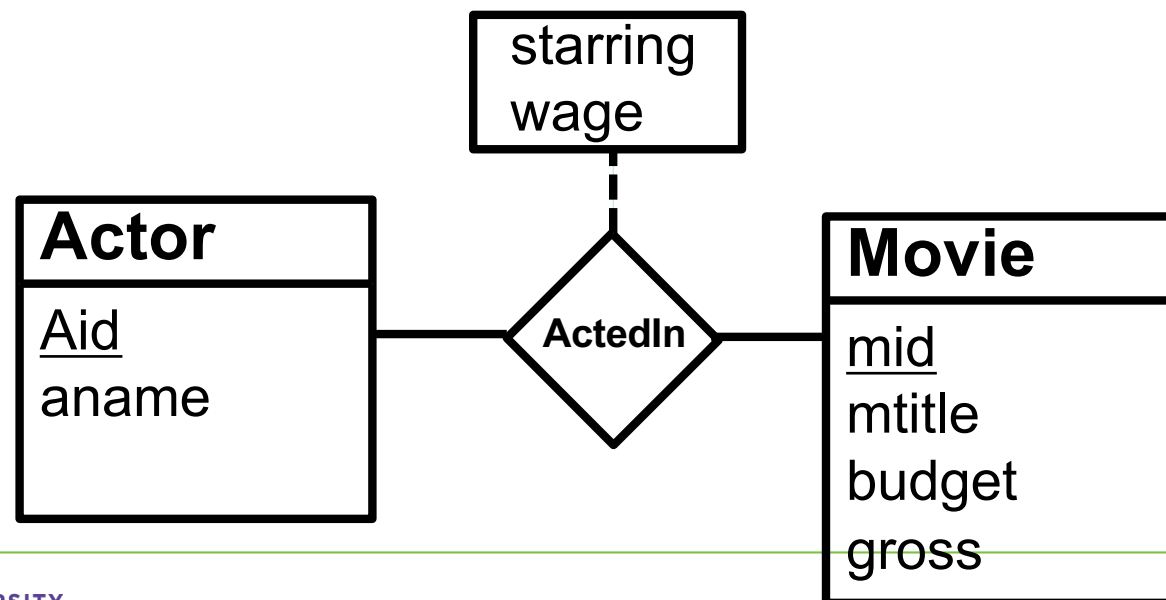 starring
wage
Actor
Aid
aname
ActedIn
Movie
mid
mtitle
budget
gross